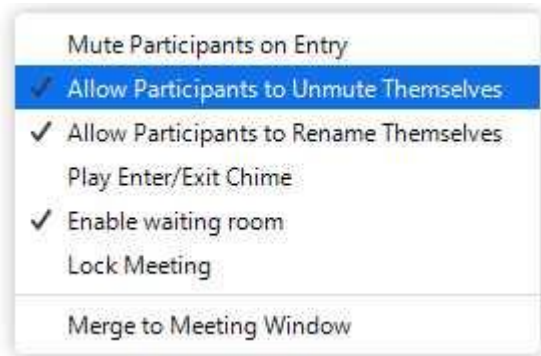 Mute Participants on Entry
Allow Participants to Unmute Themselves
Allow Participants to Rename Themselves
Play Enter/Exit Chime
Enable waiting room
Lock Meeting
Merge to Meeting Window